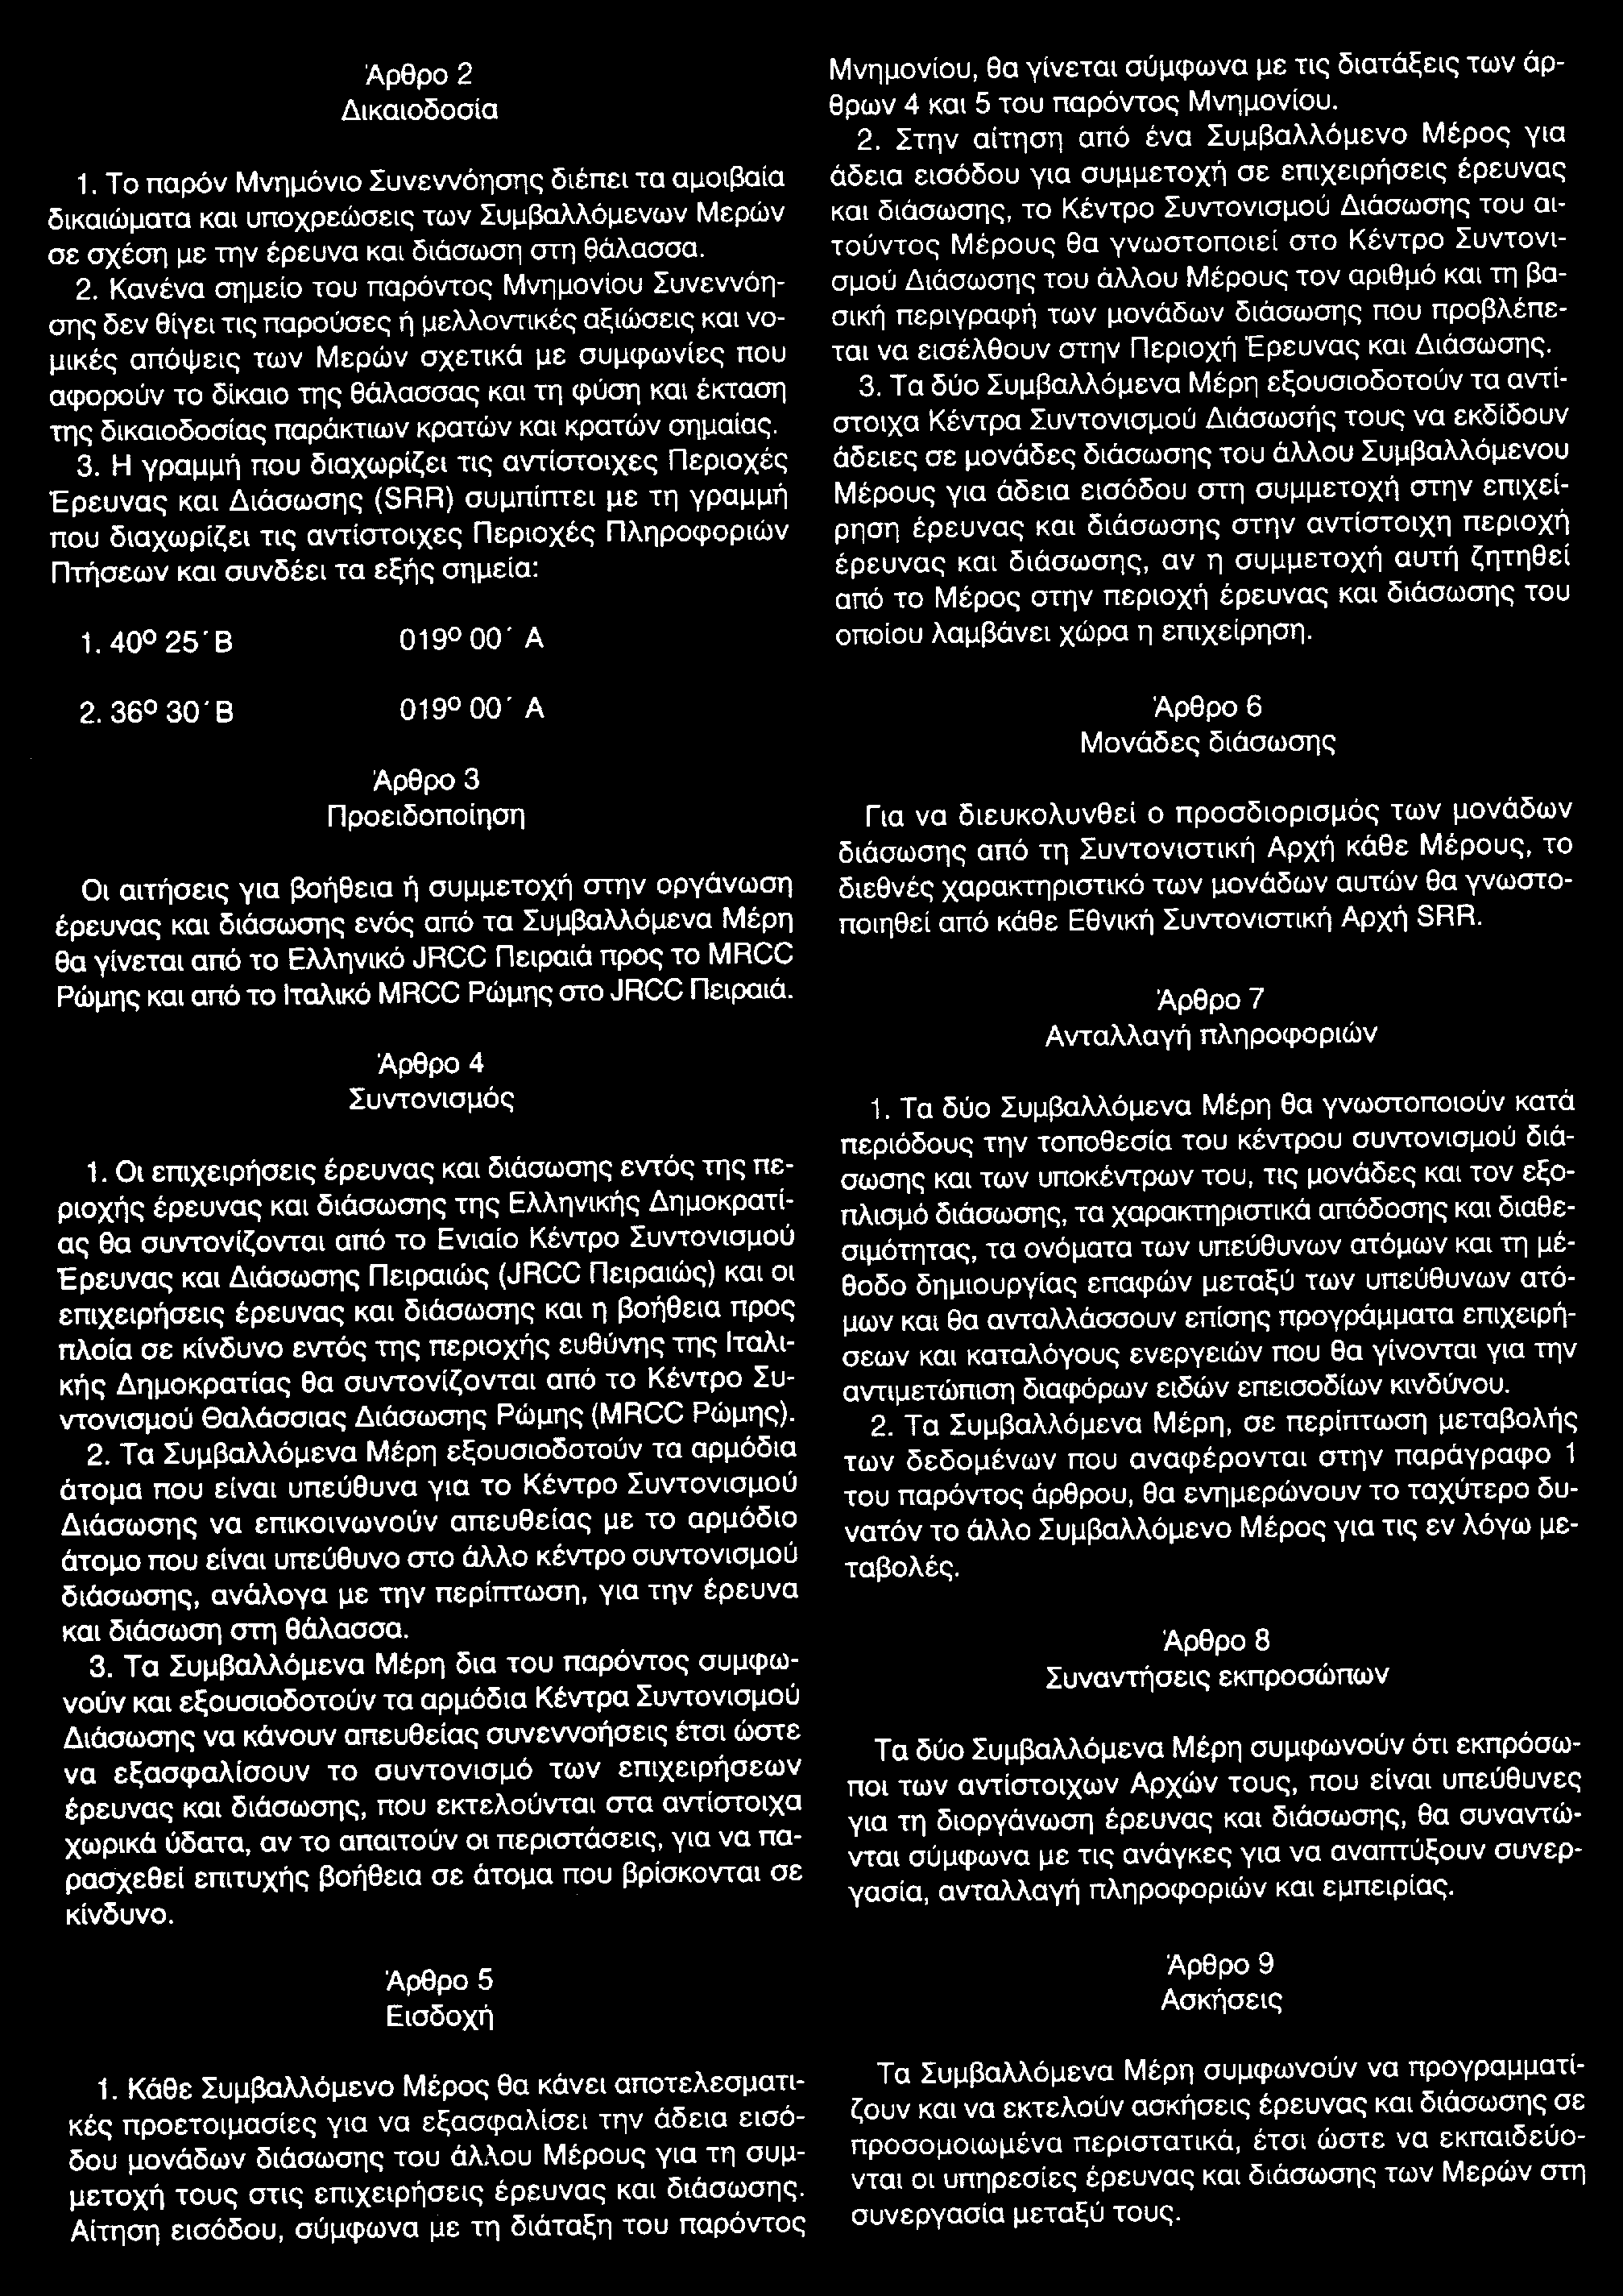 Άρθρο 2
Δικαιοδοσία
1. Το παρόν Μνημόνιο Συνεννόησης διέπει τα αμοιβαία
δικαιώματα και υποχρεώσεις των Συμβαλλόμενων Μερών
σε σχέση με την έρευνα και διάσωση στη θάλασσα.
2. Κανένα σημείο του παρόντος Μνημονίου Συνεννόη-
σης δεν θίγει τις παρούσες ή μελλοντικές αξιώσεις και νο-
μικές απόψεις των Μερών σχετικά με συμφωνίες που
αφορούν το δίκαιο της θάλασσας και τη φύση και έκταση
της δικαιοδοσίας παράκτιων κρατών και κρατών σημαίας.
3. Η γραμμή που διαχωρίζει τις αντίστοιχες Περιοχές
Έρευνας και Διάσωσης (SRR) συμπίπτει με τη γραμμή
που διαχωρίζει τις αντίστοιχες Περιοχές Πληροφοριών
Πτήσεων και συνδέει τα εξής σημεία:
1. 40° 25΄ Β 019° 00΄ Α
2. 36° 30΄ Β 019° 00΄ Α
Άρθρο 3
Προειδοποίηση
Οι αιτήσεις για βοήθεια ή συμμετοχή στην οργάνωση
έρευνας και διάσωσης ενός από τα Συμβαλλόμενα Μέρη
θα γίνεται από το Ελληνικό JRCC Πειραιά προς το MRCC
Ρώμης και από το Ιταλικό MRCC Ρώμης στο JRCC Πειραιά.
Άρθρο 4
Συντονισμός
1. Οι επιχειρήσεις έρευνας και διάσωσης εντός της πε-
ριοχής έρευνας και διάσωσης της Ελληνικής Δημοκρατί-
ας θα συντονίζονται από το Ενιαίο Κέντρο Συντονισμού
Έρευνας και Διάσωσης Πειραιώς (JRCC Πειραιώς) και οι
επιχειρήσεις έρευνας και διάσωσης και η βοήθεια προς
πλοία σε κίνδυνο εντός της περιοχής ευθύνης της Ιταλι-
κής Δημοκρατίας θα συντονίζονται από το Κέντρο Συ-
ντονισμού Θαλάσσιας Διάσωσης Ρώμης (MRCC Ρώμης).
2. Τα Συμβαλλόμενα Μέρη εξουσιοδοτούν τα αρμόδια
άτομα που είναι υπεύθυνα για το Κέντρο Συντονισμού
Διάσωσης να επικοινωνούν απευθείας με το αρμόδιο
άτομο που είναι υπεύθυνο στο άλλο κέντρο συντονισμού
διάσωσης, ανάλογα με την περίπτωση, για την έρευνα
και διάσωση στη θάλασσα.
3. Τα Συμβαλλόμενα Μέρη δια του παρόντος συμφω-
νούν και εξουσιοδοτούν τα αρμόδια Κέντρα Συντονισμού
Διάσωσης να κάνουν απευθείας συνεννοήσεις έτσι ώστε
να εξασφαλίσουν το συντονισμό των επιχειρήσεων
έρευνας και διάσωσης, που εκτελούνται στα αντίστοιχα
χωρικά ύδατα, αν το απαιτούν οι περιστάσεις, για να πα-
ρασχεθεί επιτυχής βοήθεια σε άτομα που βρίσκονται σε
κίνδυνο.
Άρθρο 5
Εισδοχή
1. Κάθε Συμβαλλόμενο Μέρος θα κάνει αποτελεσματι-
κές προετοιμασίες για να εξασφαλίσει την άδεια εισό-
δου μονάδων διάσωσης του άλλου Μέρους για τη συμ-
μετοχή τους στις επιχειρήσεις έρευνας και διάσωσης.
Αίτηση εισόδου, σύμφωνα με τη διάταξη του παρόντος
Μνημονίου, θα γίνεται σύμφωνα με τις διατάξεις των άρ-
θρων 4 και 5 του παρόντος Μνημονίου.
2. Στην αίτηση από ένα Συμβαλλόμενο Μέρος για
άδεια εισόδου για συμμετοχή σε επιχειρήσεις έρευνας
και διάσωσης, το Κέντρο Συντονισμού Διάσωσης του αι-
τούντος Μέρους θα γνωστοποιεί στο Κέντρο Συντονι-
σμού Διάσωσης του άλλου Μέρους τον αριθμό και τη βα-
σική περιγραφή των μονάδων διάσωσης που προβλέπε-
ται να εισέλθουν στην Περιοχή Έρευνας και Διάσωσης.
3. Τα δύο Συμβαλλόμενα Μέρη εξουσιοδοτούν τα αντί-
στοιχα Κέντρα Συντονισμού Διάσωσής τους να εκδίδουν
άδειες σε μονάδες διάσωσης του άλλου Συμβαλλόμενου
Μέρους για άδεια εισόδου στη συμμετοχή στην επιχεί-
ρηση έρευνας και διάσωσης στην αντίστοιχη περιοχή
έρευνας και διάσωσης, αν η συμμετοχή αυτή ζητηθεί
από το Μέρος στην περιοχή έρευνας και διάσωσης του
οποίου λαμβάνει χώρα η επιχείρηση.
Άρθρο 6
Μονάδες διάσωσης
Για να διευκολυνθεί ο προσδιορισμός των μονάδων
διάσωσης από τη Συντονιστική Αρχή κάθε Μέρους, το
διεθνές χαρακτηριστικό των μονάδων αυτών θα γνωστο-
ποιηθεί από κάθε Εθνική Συντονιστική Αρχή SRR.
Άρθρο 7
Ανταλλαγή πληροφοριών
1. Τα δύο Συμβαλλόμενα Μέρη θα γνωστοποιούν κατά
περιόδους την τοποθεσία του κέντρου συντονισμού διά-
σωσης και των υποκέντρων του, τις μονάδες και τον εξο-
πλισμό διάσωσης, τα χαρακτηριστικά απόδοσης και διαθε-
σιμότητας, τα ονόματα των υπεύθυνων ατόμων και τη μέ-
θοδο δημιουργίας επαφών μεταξύ των υπεύθυνων ατό-
μων και θα ανταλλάσσουν επίσης προγράμματα επιχειρή-
σεων και καταλόγους ενεργειών που θα γίνονται για την
αντιμετώπιση διαφόρων ειδών επεισοδίων κινδύνου.
2. Τα Συμβαλλόμενα Μέρη, σε περίπτωση μεταβολής
των δεδομένων που αναφέρονται στην παράγραφο 1
του παρόντος άρθρου, θα ενημερώνουν το ταχύτερο δυ-
νατόν το άλλο Συμβαλλόμενο Μέρος για τις εν λόγω με-
ταβολές.
Άρθρο 8
Συναντήσεις εκπροσώπων
Τα δύο Συμβαλλόμενα Μέρη συμφωνούν ότι εκπρόσω-
ποι των αντίστοιχων Αρχών τους, που είναι υπεύθυνες
για τη διοργάνωση έρευνας και διάσωσης, θα συναντώ-
νται σύμφωνα με τις ανάγκες για να αναπτύξουν συνερ-
γασία, ανταλλαγή πληροφοριών και εμπειρίας.
Άρθρο 9
Ασκήσεις
Τα Συμβαλλόμενα Μέρη συμφωνούν να προγραμματί-
ζουν και να εκτελούν ασκήσεις έρευνας και διάσωσης σε
προσομοιωμένα περιστατικά, έτσι ώστε να εκπαιδεύο-
νται οι υπηρεσίες έρευνας και διάσωσης των Μερών στη
συνεργασία μεταξύ τους.